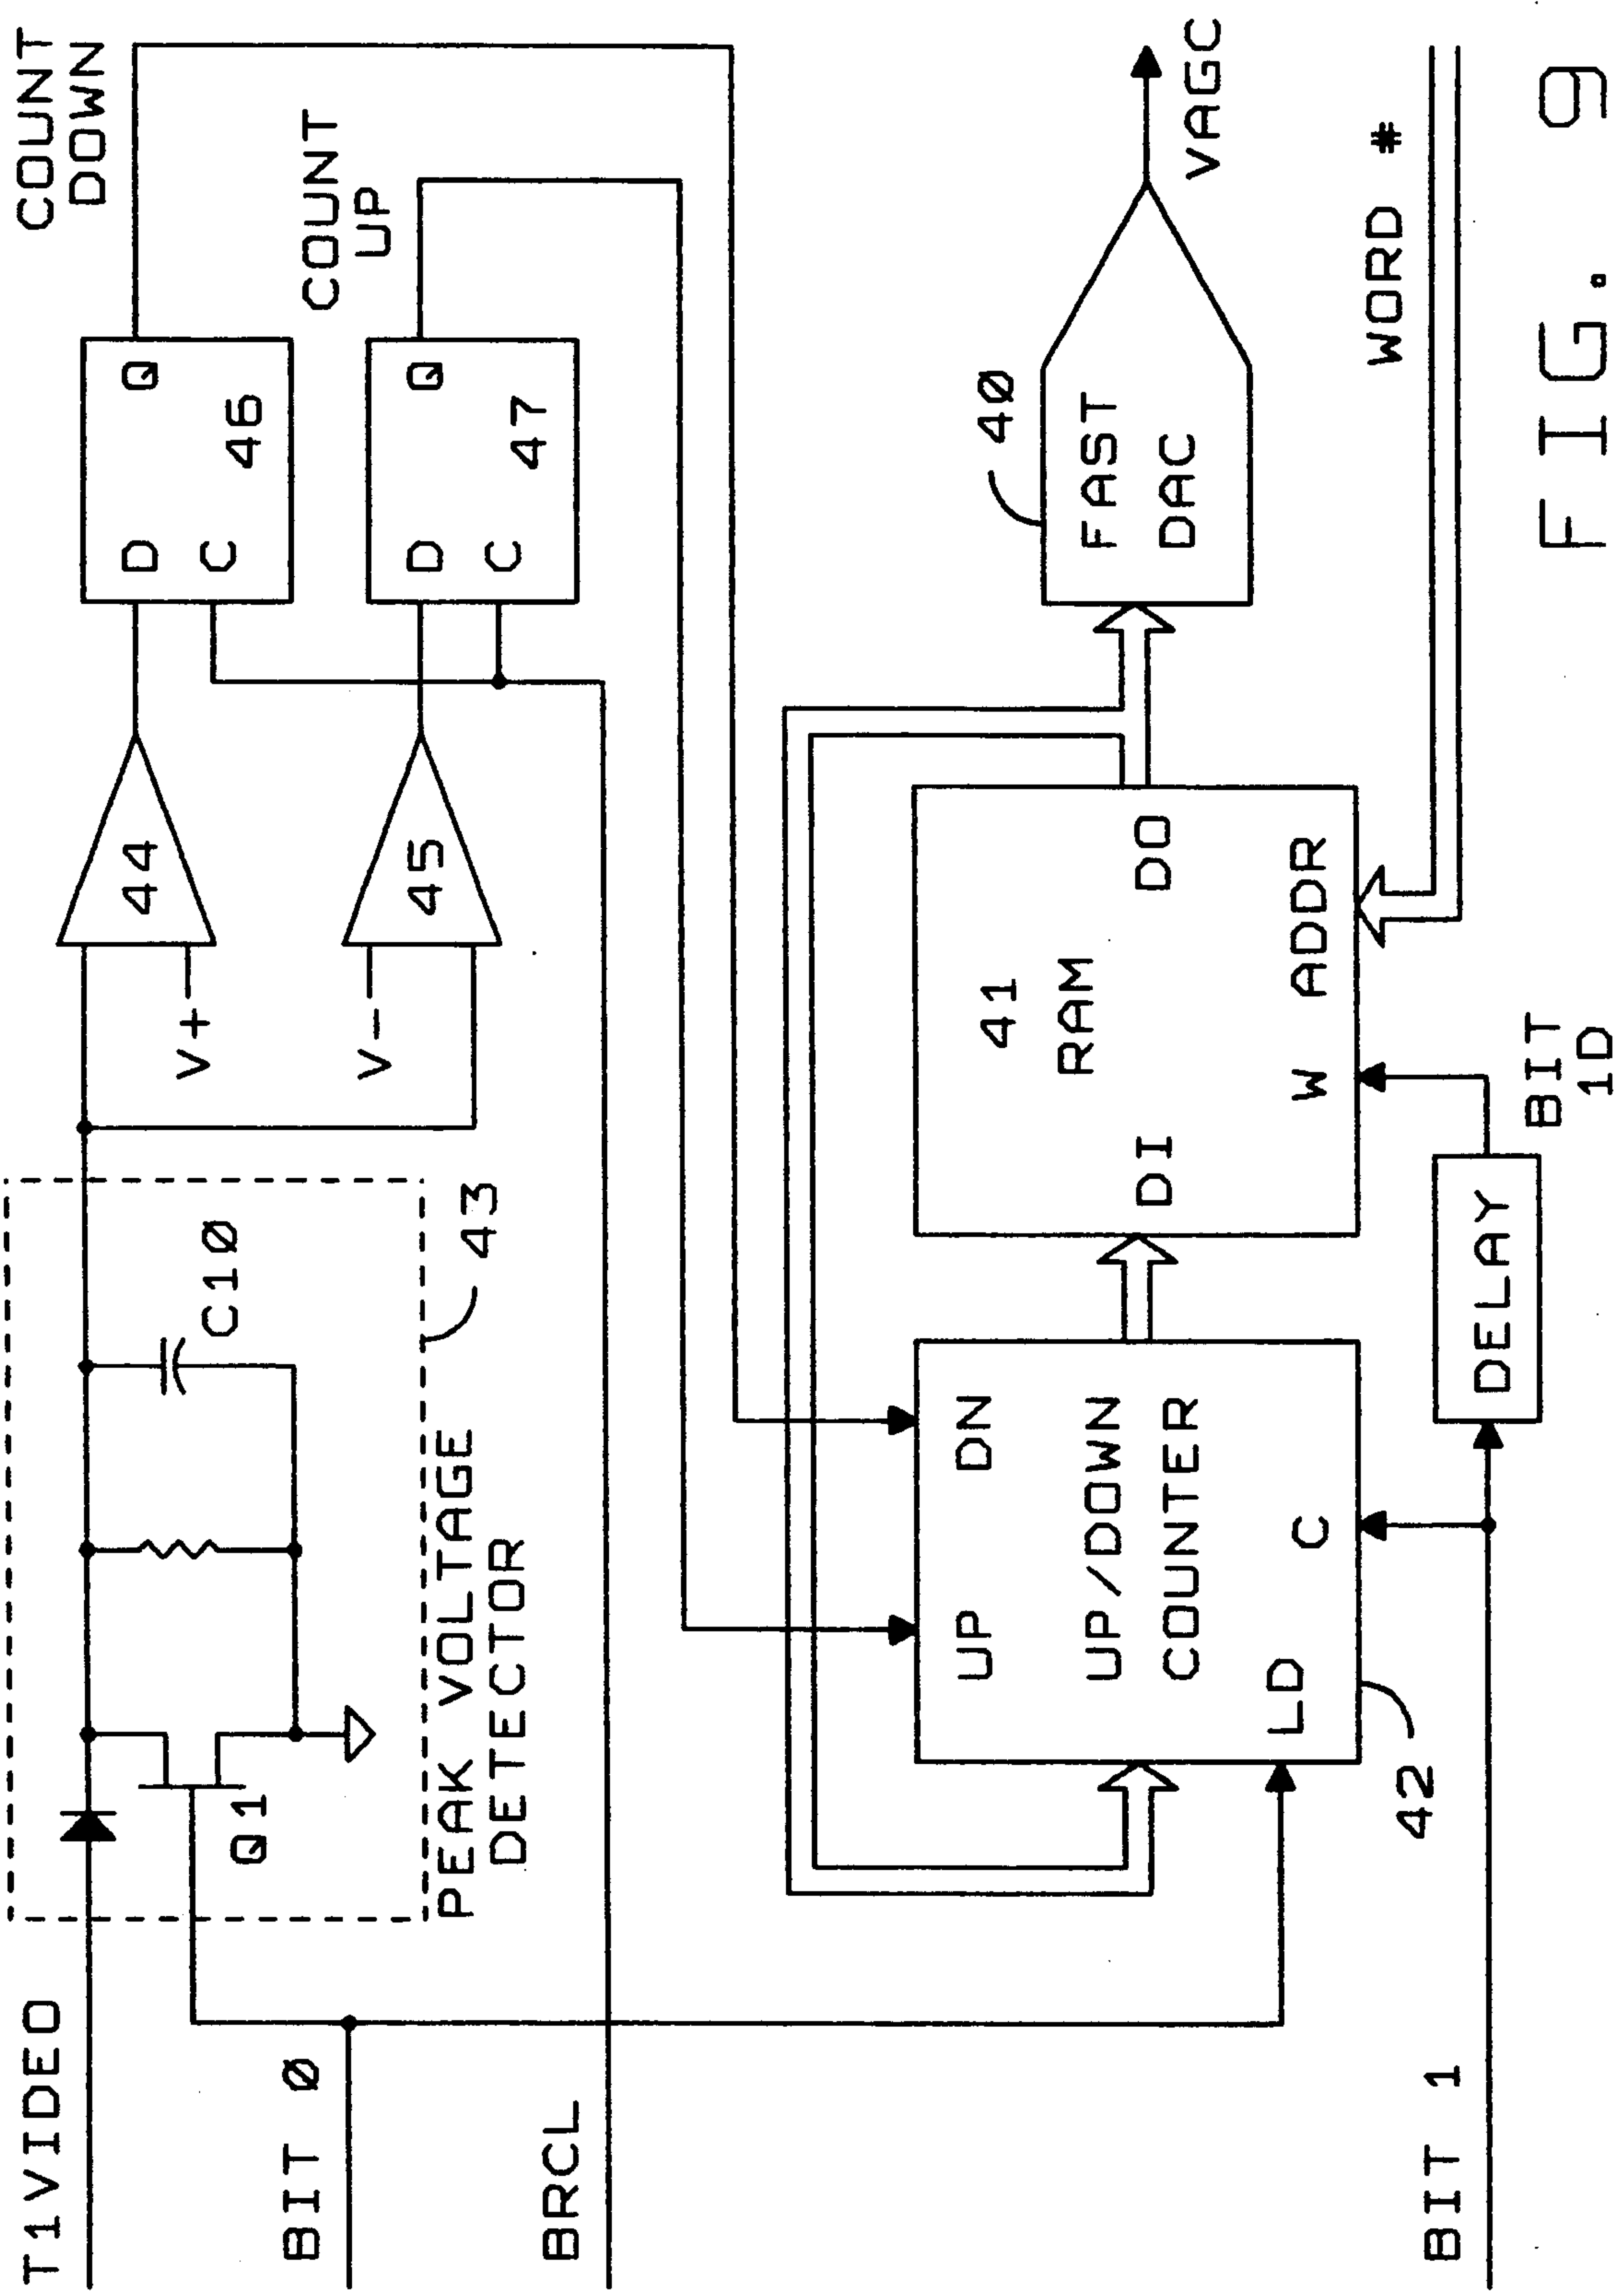 T1VIDEO
Q1
C10
PEAK VOLTAGE
DETECTOR
43
V+
V-
44
45
D
C
Q
46
D
C
Q
47
COUNT
DOWN
COUNT
UP
BIT 0
BRCL
UP
DN
UP/DOWN
COUNTER
LD
C
42
41
RAM
DI
DO
W
ADDR
40
FAST
DAC
VAGC
WORD #
BIT 1
DELAY
BIT
1D
FIG. 9